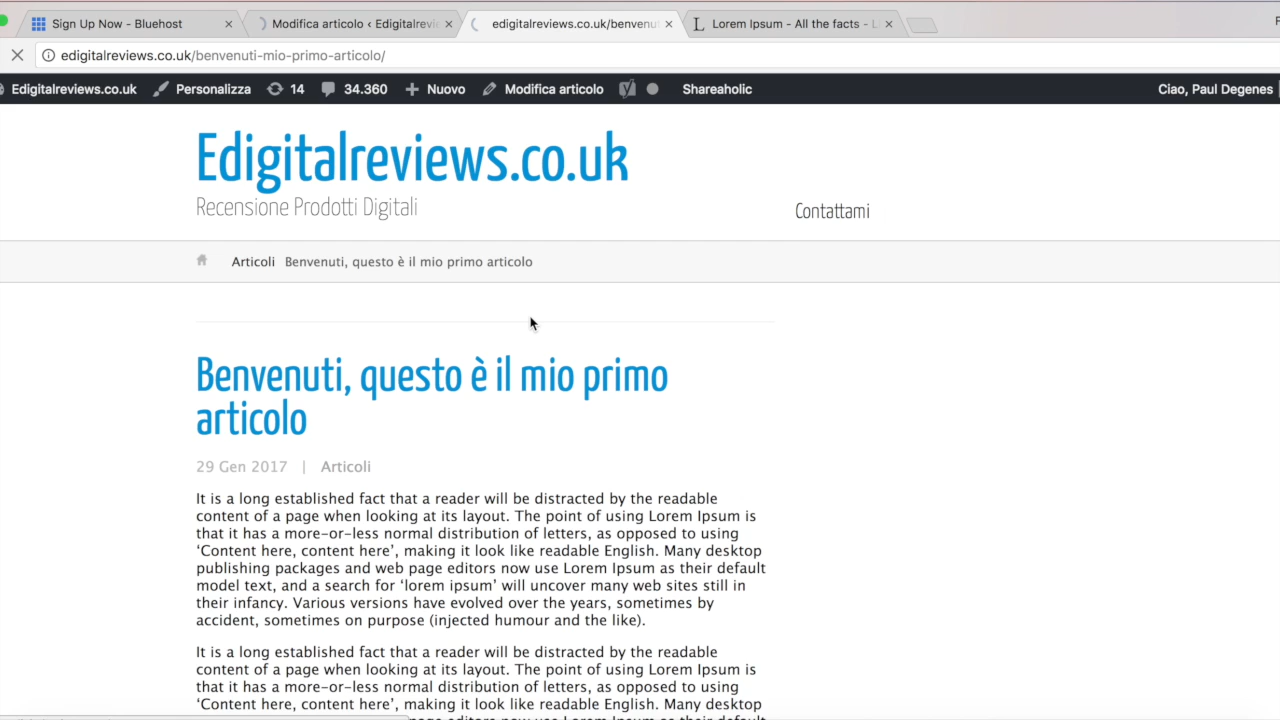 Sign Up Now - Bluehost
Modifica articolo ‹ Edigitalrevie
edigitalreviews.co.uk/benvenu
Lorem Ipsum - All the facts - L
edigitalreviews.co.uk/benvenuti-mio-primo-articolo/
Edigitalreviews.co.uk Personalizza 14 34.360 Nuovo Modifica articolo Shareaholic Ciao, Paul Degenes
Edigitalreviews.co.uk
Recensione Prodotti Digitali
Contattami
Articoli Benvenuti, questo è il mio primo articolo
Benvenuti, questo è il mio primo
articolo
29 Gen 2017 | Articoli
It is a long established fact that a reader will be distracted by the readable
content of a page when looking at its layout. The point of using Lorem Ipsum is
that it has a more-or-less normal distribution of letters, as opposed to using
‘Content here, content here’, making it look like readable English. Many desktop
publishing packages and web page editors now use Lorem Ipsum as their default
model text, and a search for ‘lorem ipsum’ will uncover many web sites still in
their infancy. Various versions have evolved over the years, sometimes by
accident, sometimes on purpose (injected humour and the like).
It is a long established fact that a reader will be distracted by the readable
content of a page when looking at its layout. The point of using Lorem Ipsum is
that it has a more-or-less normal distribution of letters, as opposed to using
‘Content here, content here’, making it look like readable English. Many desktop